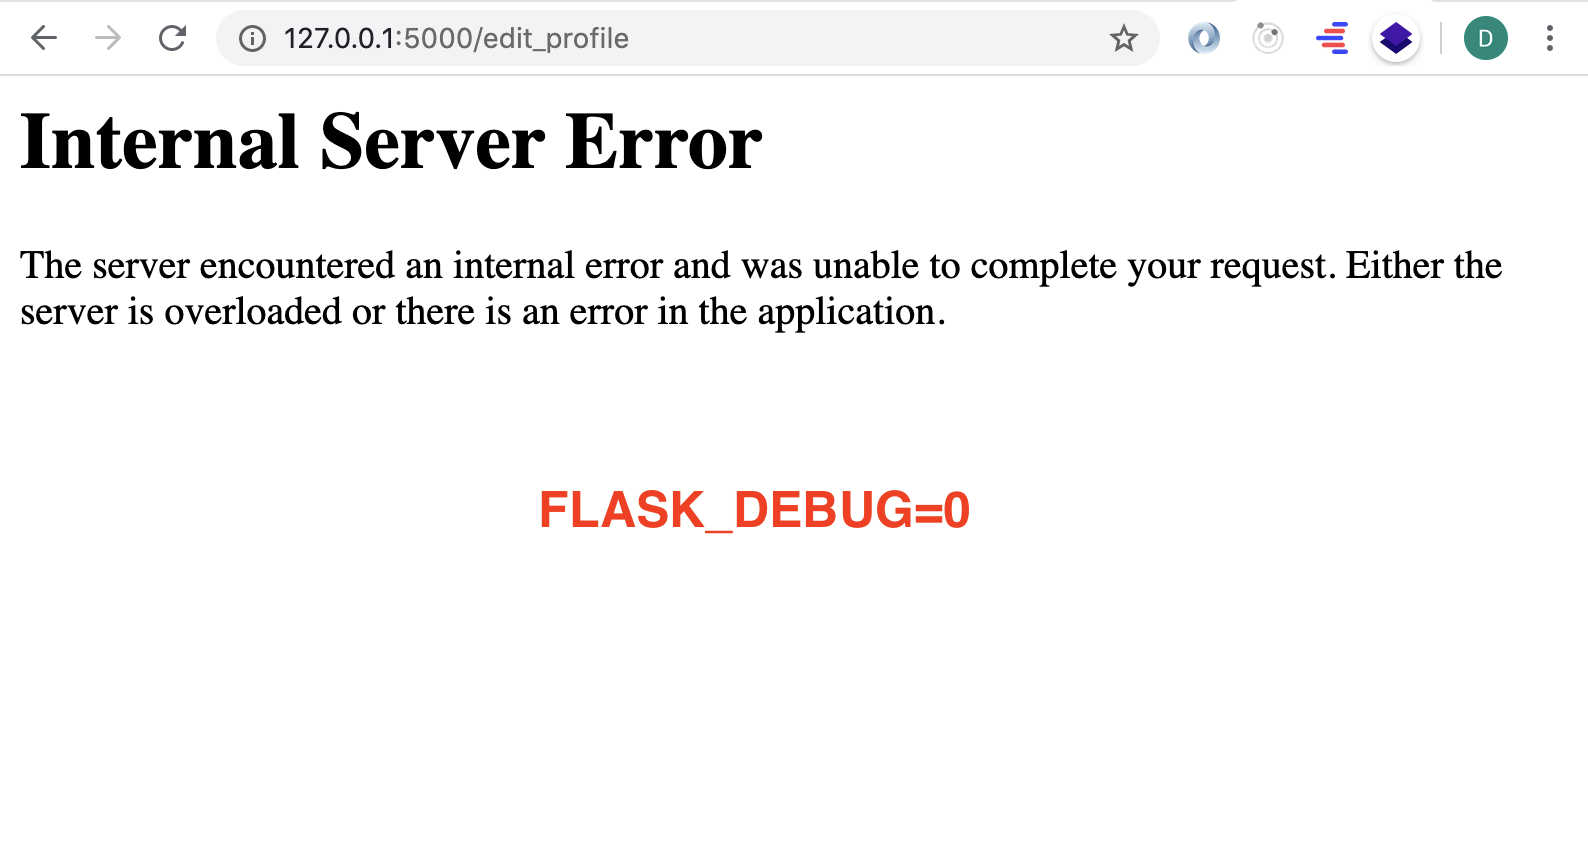 127.0.0.1:5000/edit_profile
D
Internal Server Error
The server encountered an internal error and was unable to complete your request. Either the
server is overloaded or there is an error in the application.
FLASK_DEBUG=0